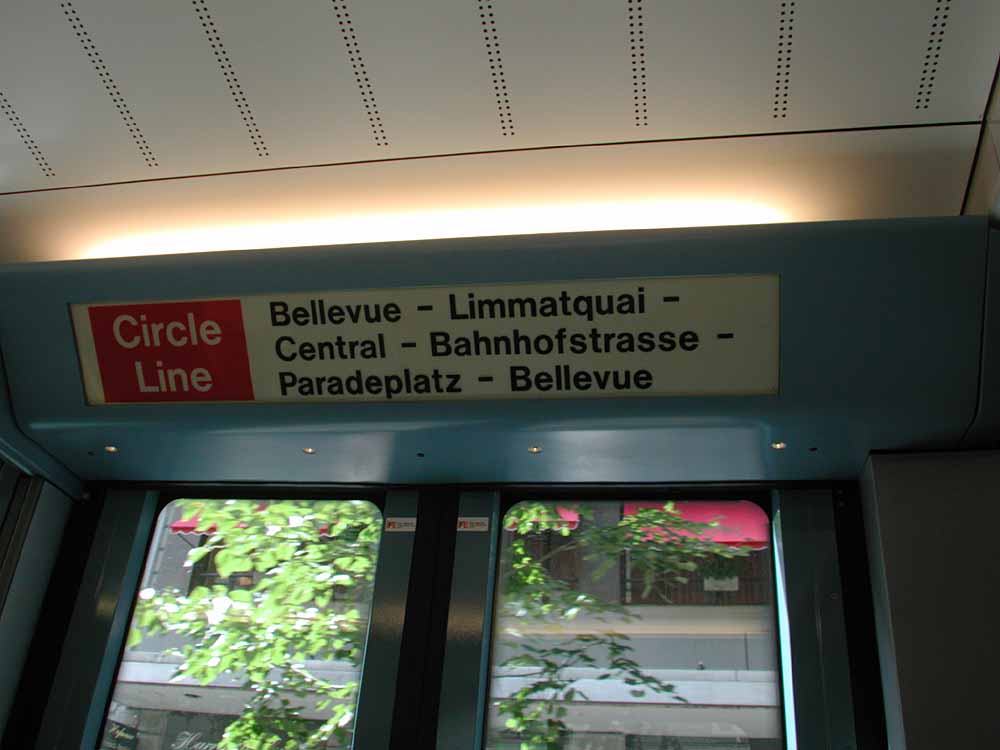 Circle
Line
Bellevue – Limmatquai –
Central – Bahnhofstrasse –
Paradeplatz – Bellevue